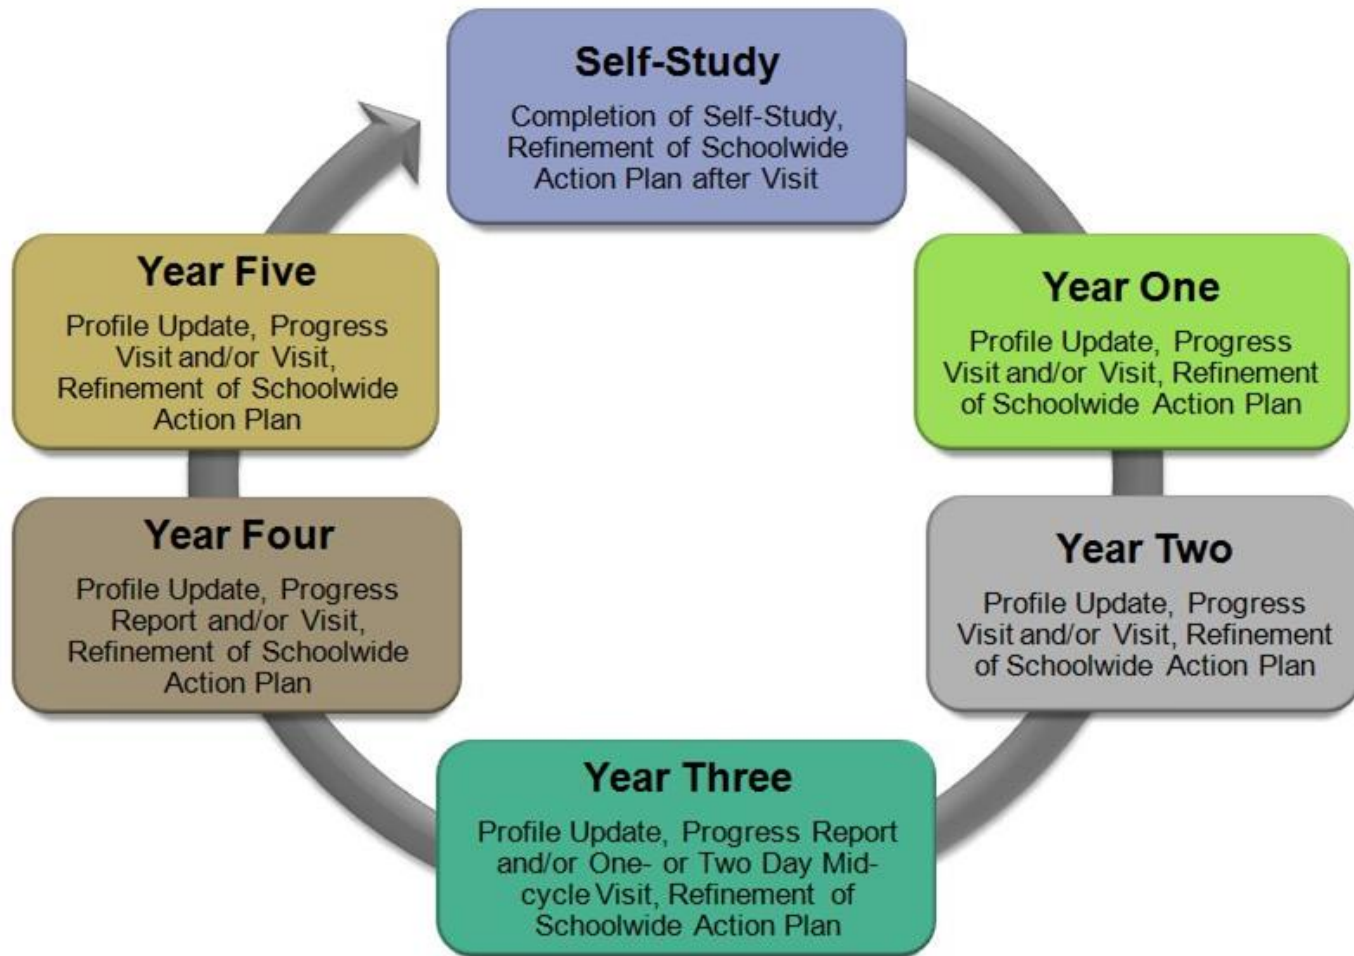 Self-Study
Completion of Self-Study,
Refinement of Schoolwide
Action Plan after Visit
Year One
Profile Update, Progress
Visit and/or Visit, Refinement
of Schoolwide Action Plan
Year Two
Profile Update, Progress
Visit and/or Visit, Refinement
of Schoolwide Action Plan
Year Three
Profile Update, Progress Report
and/or One- or Two Day Mid-
cycle Visit, Refinement of
Schoolwide Action Plan
Year Four
Profile Update, Progress
Report and/or Visit,
Refinement of Schoolwide
Action Plan
Year Five
Profile Update, Progress
Visit and/or Visit,
Refinement of Schoolwide
Action Plan